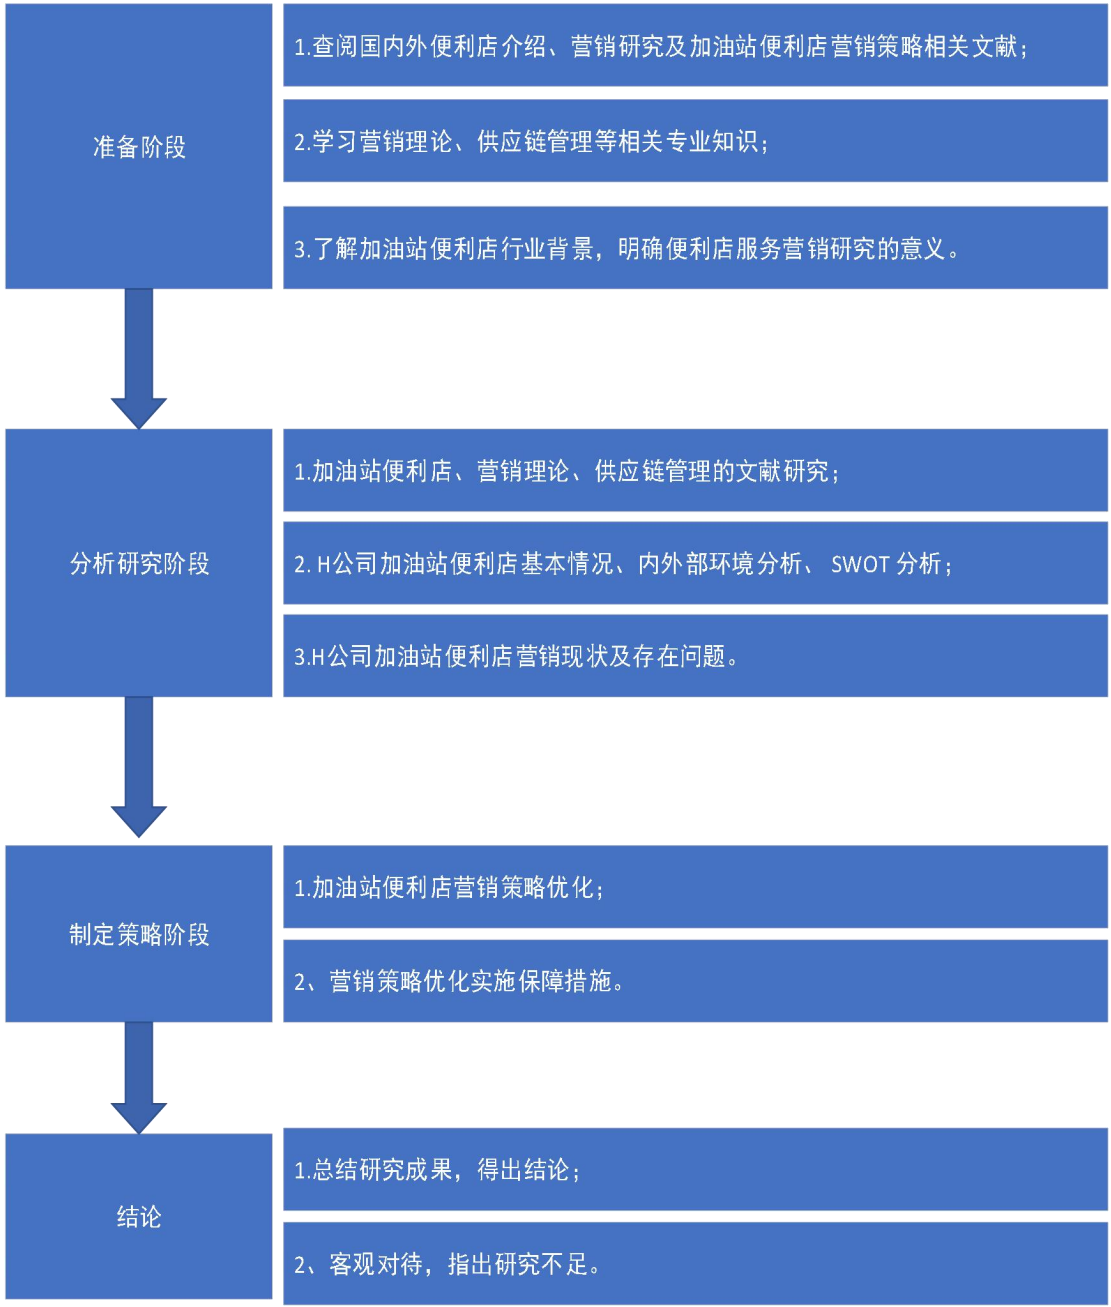 准备阶段
1.查阅国内外便利店介绍、营销研究及加油站便利店营销策略相关文献；
2.学习营销理论、供应链管理等相关专业知识；
3.了解加油站便利店行业背景，明确便利店服务营销研究的意义。
分析研究阶段
1.加油站便利店、营销理论、供应链管理的文献研究；
2. H公司加油站便利店基本情况、内外部环境分析、 SWOT 分析；
3.H公司加油站便利店营销现状及存在问题。
制定策略阶段
1.加油站便利店营销策略优化；
2、营销策略优化实施保障措施。
结论
1.总结研究成果，得出结论；
2、客观对待，指出研究不足。